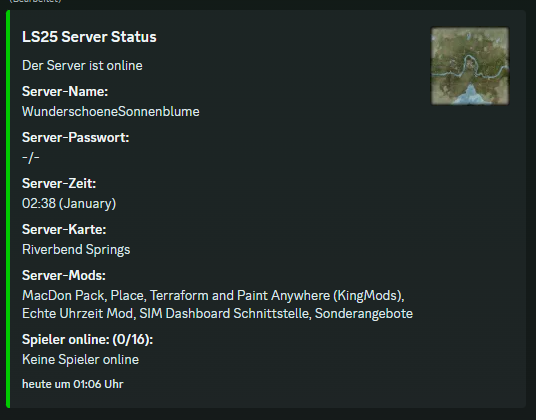 (bearbeitet)
LS25 Server Status
Der Server ist online
Server-Name:
WunderschoeneSonnenblume
Server-Passwort:
-/-
Server-Zeit:
02:38 (January)
Server-Karte:
Riverbend Springs
Server-Mods:
MacDon Pack, Place, Terraform and Paint Anywhere (KingMods),
Echte Uhrzeit Mod, SIM Dashboard Schnittstelle, Sonderangebote
Spieler online: (0/16):
Keine Spieler online
heute um 01:06 Uhr